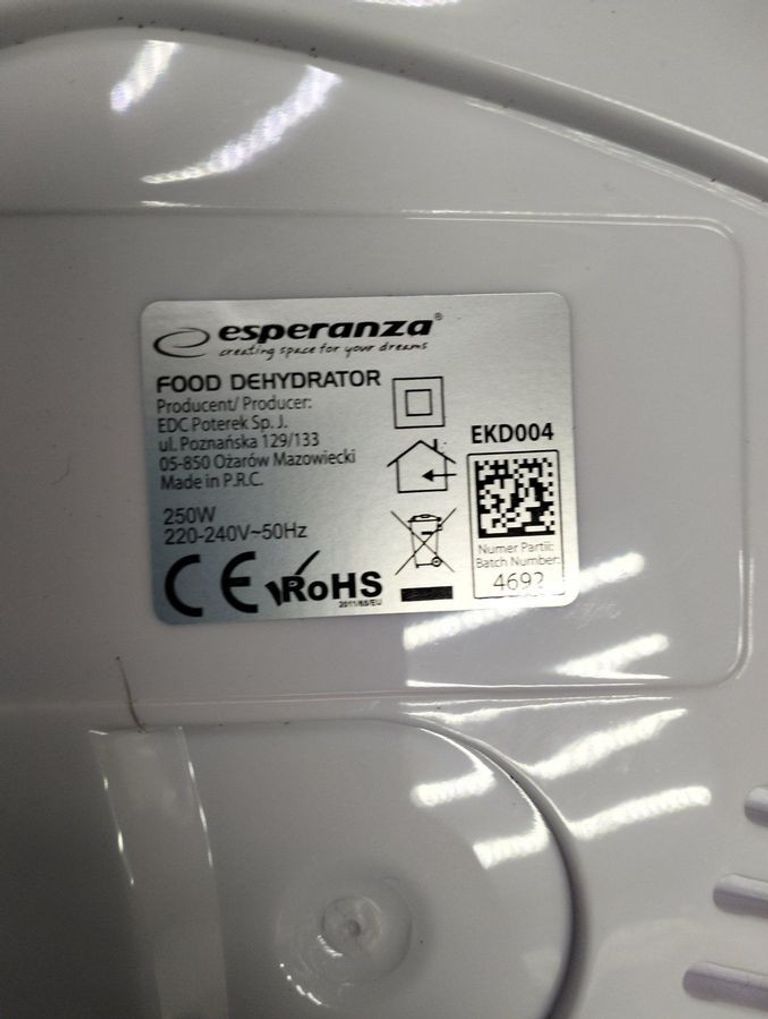 esperanza®
creating space for your dreams
FOOD DEHYDRATOR
Producent/ Producer:
EDC Poterek Sp. J.
ul. Poznańska 129/133
05-850 Ożarów Mazowiecki
Made in P.R.C.
250W
220-240V~50Hz
CE RoHS
2011/65/EU
EKD004
Numer Partii:
Batch Number:
4692